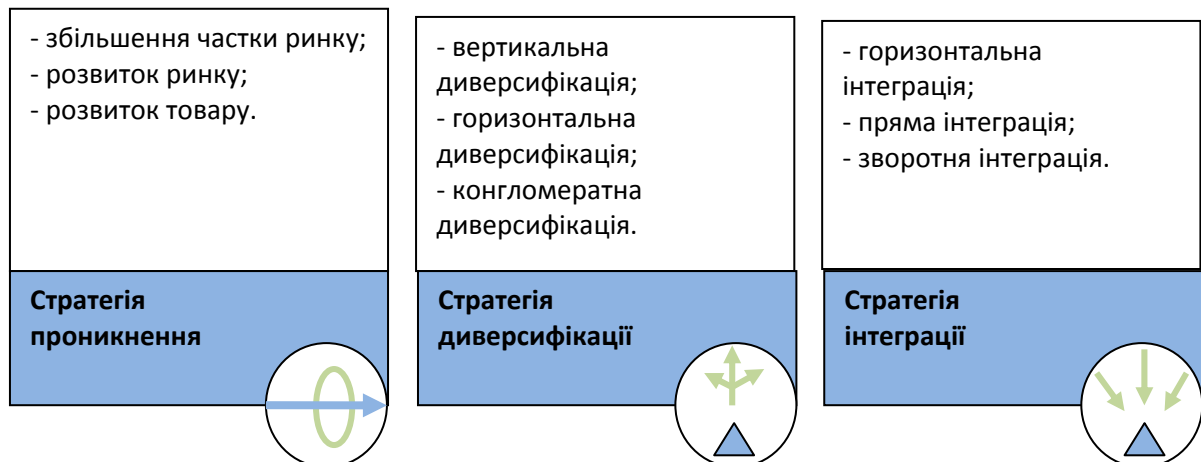 - збільшення частки ринку;
- розвиток ринку;
- розвиток товару.
Стратегія
проникнення
- вертикальна
диверсифікація;
- горизонтальна
диверсифікація;
- конгломератна
диверсифікація.
Стратегія
диверсифікації
- горизонтальна
інтеграція;
- пряма інтеграція;
- зворотня інтеграція.
Стратегія
інтеграції